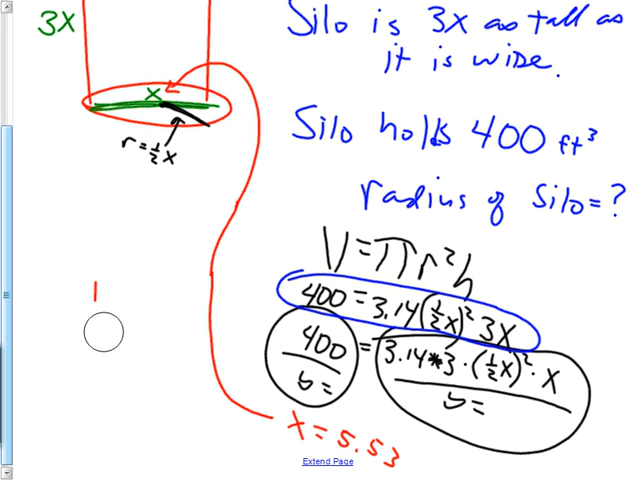 3X
Silo is 3X as tall as
it is wide.
x
r = ½x
Silo holds 400 ft³
radius of Silo = ?
V = πr²h
400 = 3.14(½x)² 3X
400 = 3.14*3·(½x)²·x
x = 5.53
Extend Page